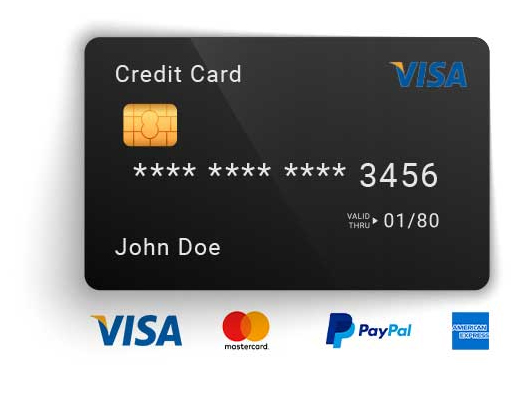 Credit Card
VISA
**** **** **** 3456
VALID
THRU
01/80
John Doe
VISA
mastercard.
PayPal
AMERICAN
EXPRESS